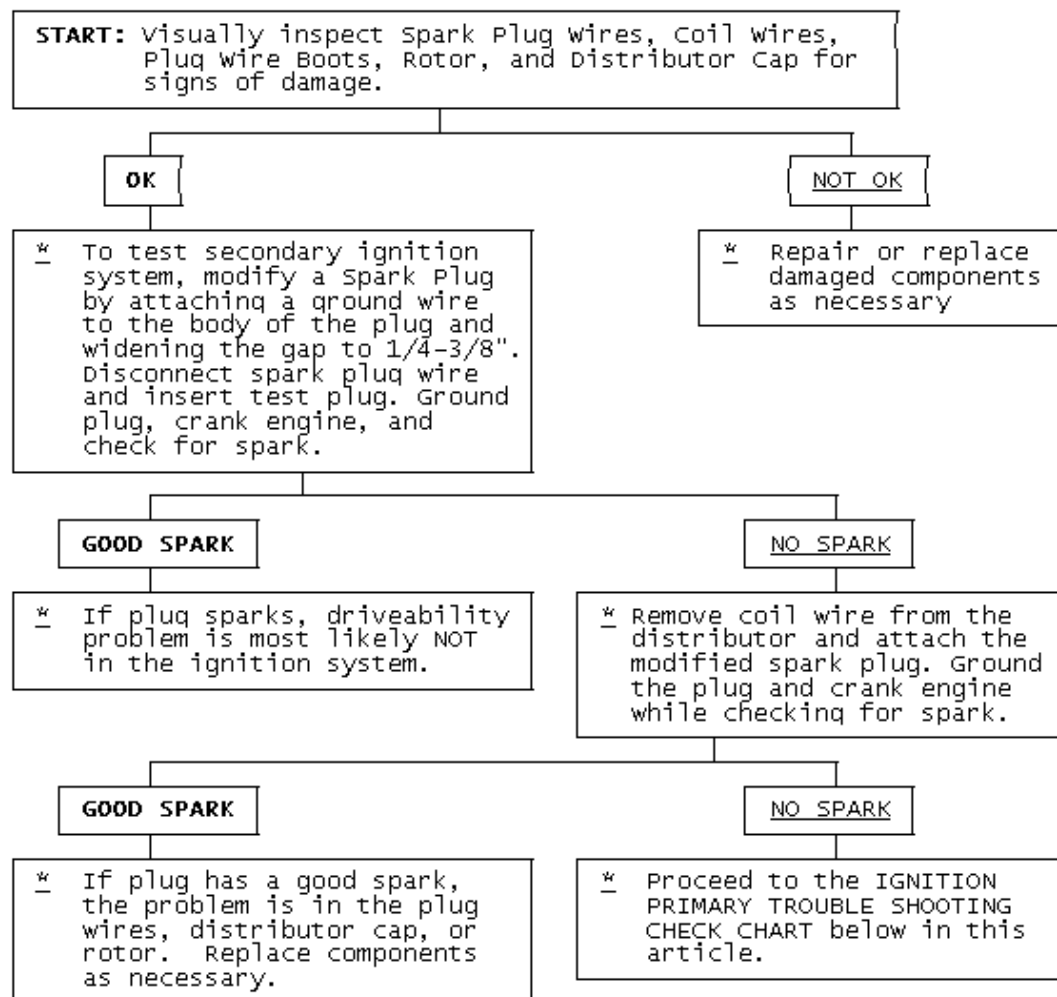 START: Visually inspect Spark Plug Wires, Coil Wires,
Plug Wire Boots, Rotor, and Distributor Cap for
signs of damage.
OK
NOT OK
* To test secondary ignition
system, modify a Spark Plug
by attaching a ground wire
to the body of the plug and
widening the gap to 1/4-3/8".
Disconnect spark plug wire
and insert test plug. Ground
plug, crank engine, and
check for spark.
* Repair or replace
damaged components
as necessary
GOOD SPARK
NO SPARK
* If plug sparks, driveability
problem is most likely NOT
in the ignition system.
* Remove coil wire from the
distributor and attach the
modified spark plug. Ground
the plug and crank engine
while checking for spark.
GOOD SPARK
NO SPARK
* If plug has a good spark,
the problem is in the plug
wires, distributor cap, or
rotor. Replace components
as necessary.
* Proceed to the IGNITION
PRIMARY TROUBLE SHOOTING
CHECK CHART below in this
article.